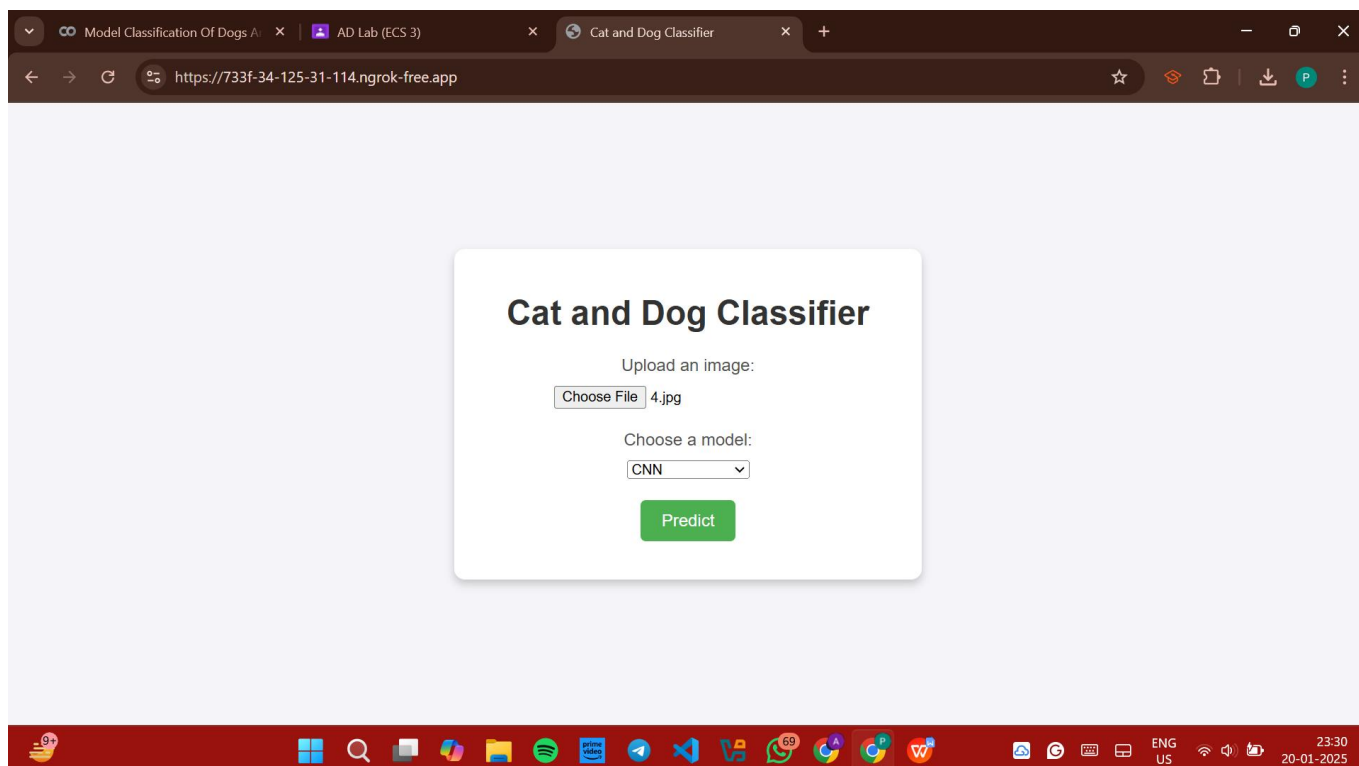 Model Classification Of Dogs A
AD Lab (ECS 3)
Cat and Dog Classifier
https://733f-34-125-31-114.ngrok-free.app
P
Cat and Dog Classifier
Upload an image:
Choose File 4.jpg
Choose a model:
CNN
Predict
9+
prime video
69
A
P
W
G
ENG
US
23:30
20-01-2025